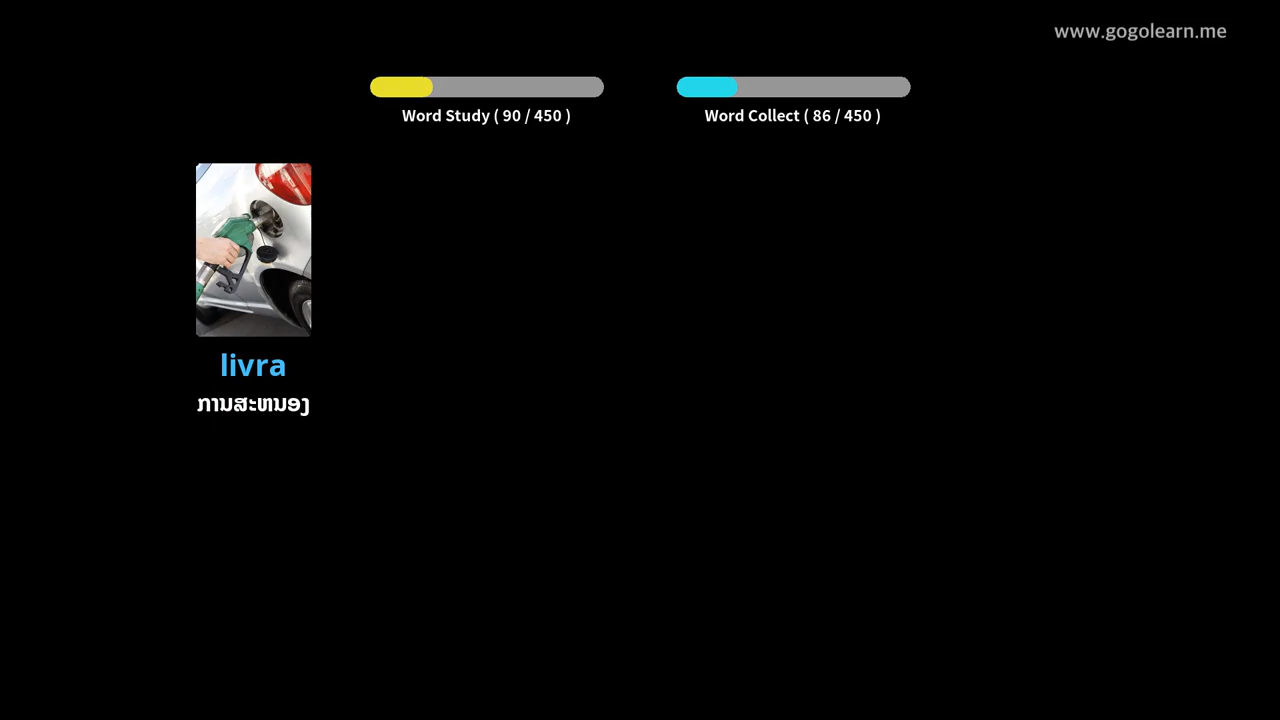 www.gogolearn.me
Word Study ( 90 / 450 )
Word Collect ( 86 / 450 )
livra
ການສະຫນອງ